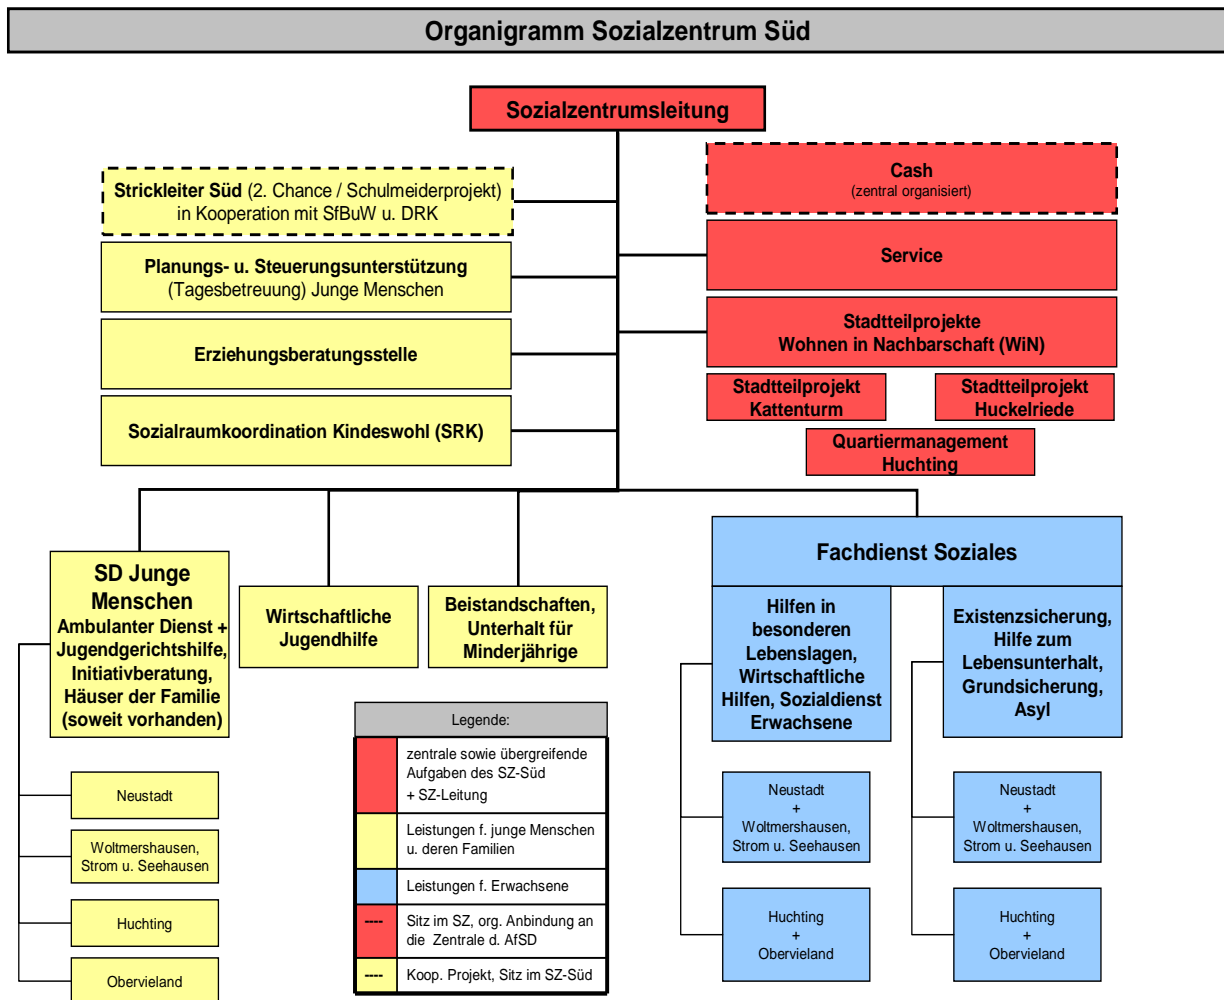 Organigramm Sozialzentrum Süd
Sozialzentrumsleitung
Strickleiter Süd (2. Chance / Schulmeiderprojekt)
in Kooperation mit SfBuW u. DRK
Planungs- u. Steuerungsunterstützung
(Tagesbetreuung) Junge Menschen
Erziehungsberatungsstelle
Sozialraumkoordination Kindeswohl (SRK)
Cash
(zentral organisiert)
Service
Stadtteilprojekte
Wohnen in Nachbarschaft (WiN)
Stadtteilprojekt
Kattenturm
Stadtteilprojekt
Huckelriede
Quartiermanagement
Huchting
SD Junge
Menschen
Ambulanter Dienst +
Jugendgerichtshilfe,
Initiativberatung,
Häuser der Familie
(soweit vorhanden)
Neustadt
Woltmershausen,
Strom u. Seehausen
Huchting
Obervieland
Wirtschaftliche
Jugendhilfe
Beistandschaften,
Unterhalt für
Minderjährige
Fachdienst Soziales
Hilfen in
besonderen
Lebenslagen,
Wirtschaftliche
Hilfen, Sozialdienst
Erwachsene
Neustadt
+
Woltmershausen,
Strom u. Seehausen
Huchting
+
Obervieland
Existenzsicherung,
Hilfe zum
Lebensunterhalt,
Grundsicherung,
Asyl
Neustadt
+
Woltmershausen,
Strom u. Seehausen
Huchting
+
Obervieland
Legende:
zentrale sowie übergreifende
Aufgaben des SZ-Süd
+ SZ-Leitung
Leistungen f. junge Menschen
u. deren Familien
Leistungen f. Erwachsene
---- Sitz im SZ, org. Anbindung an
die Zentrale d. AfSD
---- Koop. Projekt, Sitz im SZ-Süd